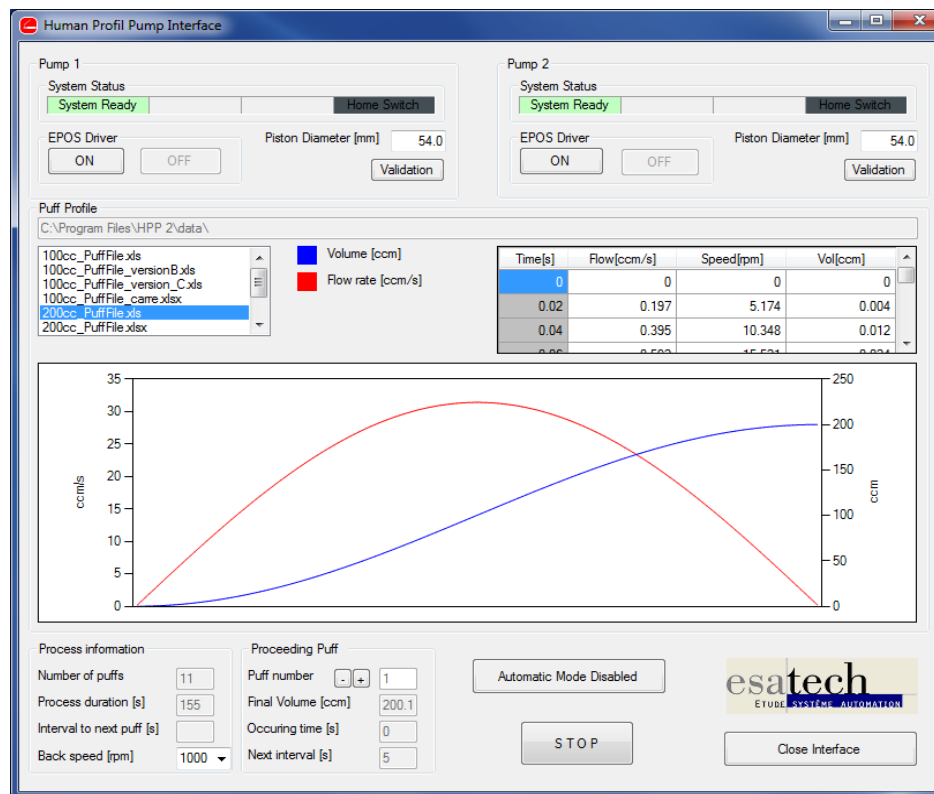 Human Profil Pump Interface
Pump 1
System Status
System Ready
Home Switch
EPOS Driver
ON
OFF
Piston Diameter [mm]
54.0
Validation
Pump 2
System Status
System Ready
Home Switch
EPOS Driver
ON
OFF
Piston Diameter [mm]
54.0
Validation
Puff Profile
C:\Program Files\HPP 2\data\
100cc_PuffFile.xls
100cc_PuffFile_versionB.xls
100cc_PuffFile_version_C.xls
100cc_PuffFile_carre.xlsx
200cc_PuffFile.xls
200cc_PuffFile.xlsx
Volume [ccm]
Flow rate [ccm/s]
Time[s] Flow[ccm/s] Speed[rpm] Vol[ccm]
0 0 0 0
0.02 0.197 5.174 0.004
0.04 0.395 10.348 0.012
35
30
25
20
15
10
5
0
ccm/s
250
200
150
100
50
0
ccm
Process information
Number of puffs 11
Process duration [s] 155
Interval to next puff [s]
Back speed [rpm] 1000
Proceeding Puff
Puff number - + 1
Final Volume [ccm] 200.1
Occuring time [s] 0
Next interval [s] 5
Automatic Mode Disabled
STOP
esatech
ETUDE SYSTÈME AUTOMATION
Close Interface